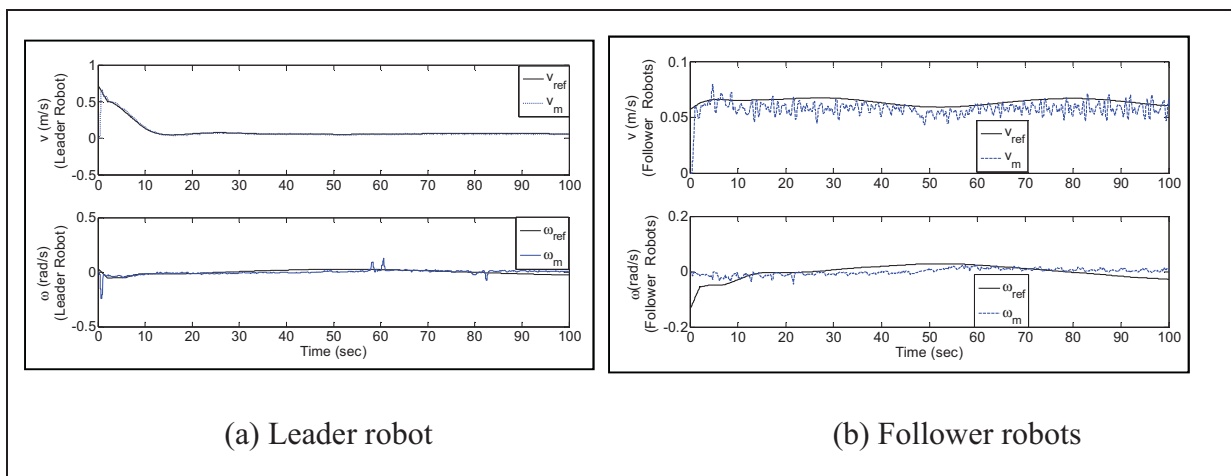 1
0.5
0
-0.5
v (m/s)
(Leader Robot)
v_ref
v_m
0 10 20 30 40 50 60 70 80 90 100
0.5
0
-0.5
ω (rad/s)
(Leader Robot)
ω_ref
ω_m
0 10 20 30 40 50 60 70 80 90 100
Time (sec)
(a) Leader robot
0.1
0.05
0
v (m/s)
(Follower Robots)
v_ref
v_m
0 10 20 30 40 50 60 70 80 90 100
0.2
0
-0.2
ω(rad/s)
(Follower Robots)
ω_ref
ω_m
0 10 20 30 40 50 60 70 80 90 100
Time (sec)
(b) Follower robots